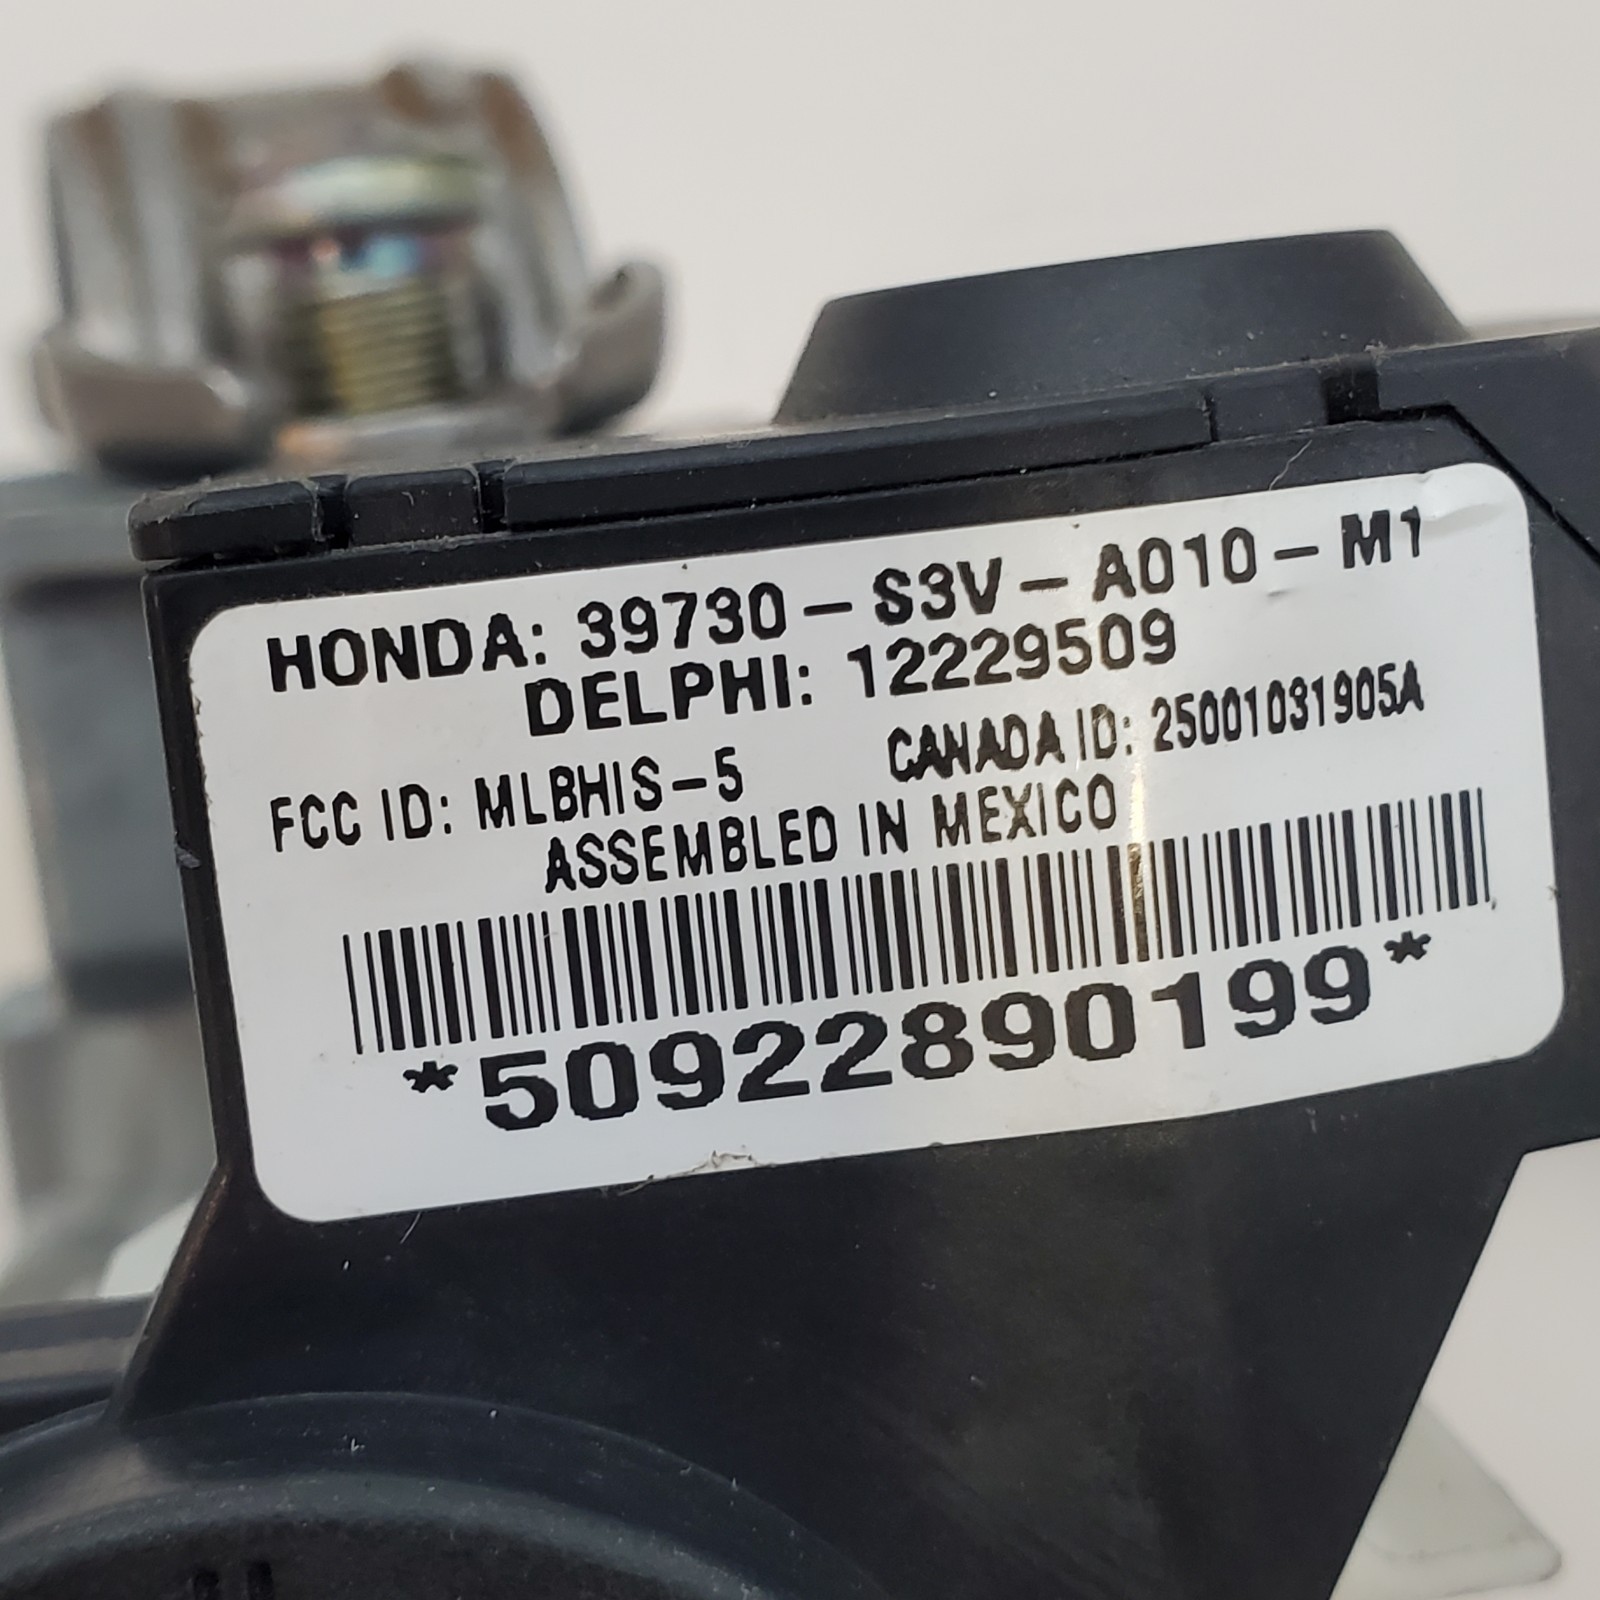 HONDA: 39730-S3V-A010-M1
DELPHI: 12229509
FCC ID: MLBHIS-5 CANADA ID: 25001031905A
ASSEMBLED IN MEXICO
*50922890199*